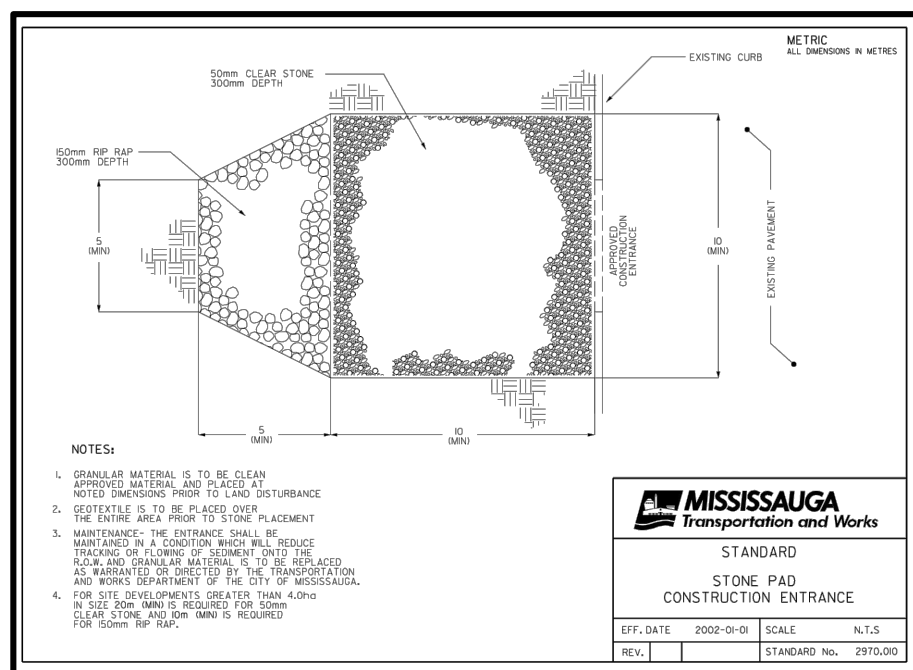 METRIC
ALL DIMENSIONS IN METRES
EXISTING CURB
50mm CLEAR STONE
300mm DEPTH
150mm RIP RAP
300mm DEPTH
5
(MIN)
APPROVED
CONSTRUCTION
ENTRANCE
10
(MIN)
EXISTING PAVEMENT
5
(MIN)
10
(MIN)
NOTES:
1. GRANULAR MATERIAL IS TO BE CLEAN
APPROVED MATERIAL AND PLACED AT
NOTED DIMENSIONS PRIOR TO LAND DISTURBANCE
2. GEOTEXTILE IS TO BE PLACED OVER
THE ENTIRE AREA PRIOR TO STONE PLACEMENT
3. MAINTENANCE- THE ENTRANCE SHALL BE
MAINTAINED IN A CONDITION WHICH WILL REDUCE
TRACKING OR FLOWING OF SEDIMENT ONTO THE
R.O.W. AND GRANULAR MATERIAL IS TO BE REPLACED
AS WARRANTED OR DIRECTED BY THE TRANSPORTATION
AND WORKS DEPARTMENT OF THE CITY OF MISSISSAUGA.
4. FOR SITE DEVELOPMENTS GREATER THAN 4.0ha
IN SIZE 20m (MIN) IS REQUIRED FOR 50mm
CLEAR STONE AND 10m (MIN) IS REQUIRED
FOR 150mm RIP RAP.
MISSISSAUGA
Transportation and Works
STANDARD
STONE PAD
CONSTRUCTION ENTRANCE
EFF. DATE 2002-01-01 SCALE N.T.S
REV. STANDARD No. 2970.010